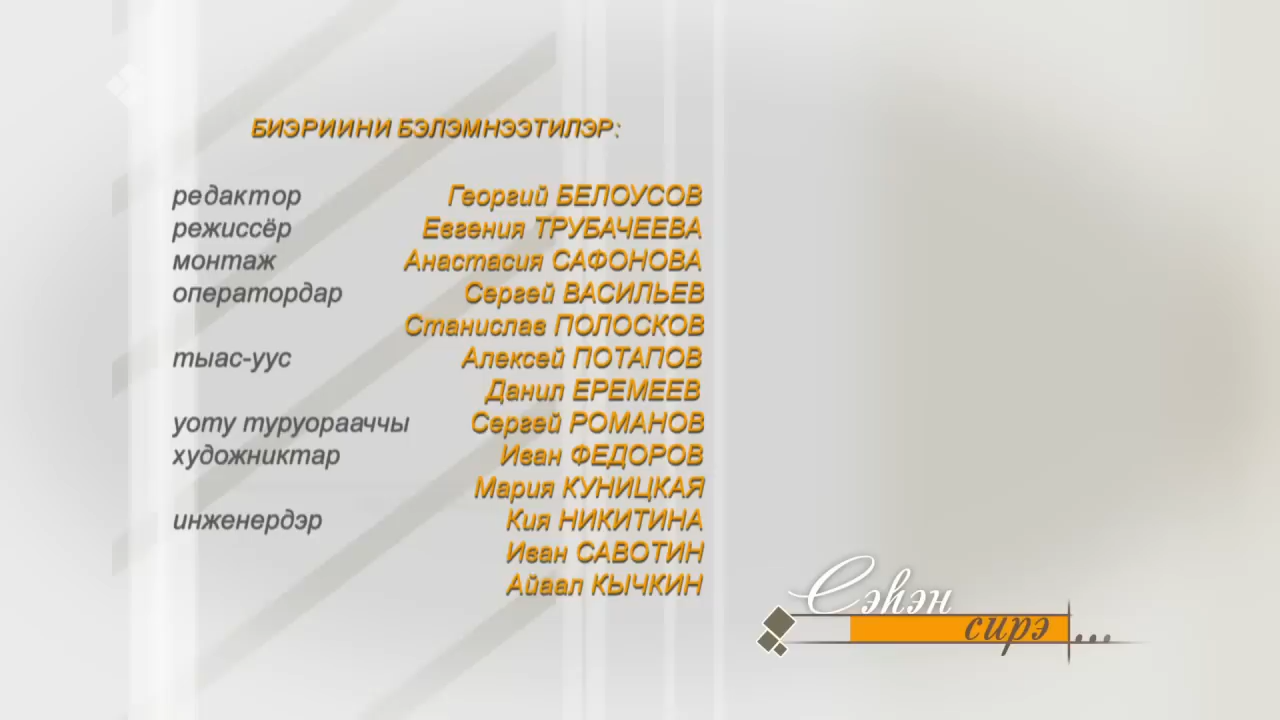 БИЭРИИНИ БЭЛЭМНЭЭТИЛЭР:
редактор Георгий БЕЛОУСОВ
режиссёр Евгения ТРУБАЧЕЕВА
монтаж Анастасия САФОНОВА
оператордар Сергей ВАСИЛЬЕВ
Станислав ПОЛОСКОВ
тыас-уус Алексей ПОТАПОВ
Данил ЕРЕМЕЕВ
уоту туруорааччы Сергей РОМАНОВ
художниктар Иван ФЕДОРОВ
Мария КУНИЦКАЯ
инженердэр Кия НИКИТИНА
Иван САВОТИН
Айаал КЫЧКИН
Сэһэн
сирэ...